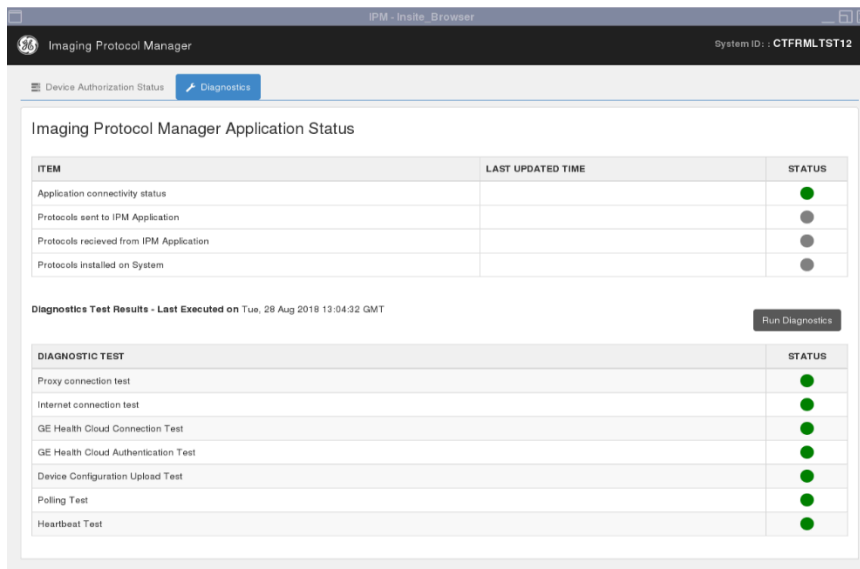 IPM - Insite_Browser
Imaging Protocol Manager
System ID: : CTFRMLTST12
Device Authorization Status
Diagnostics
Imaging Protocol Manager Application Status
ITEM LAST UPDATED TIME STATUS
Application connectivity status
Protocols sent to IPM Application
Protocols recieved from IPM Application
Protocols installed on System
Diagnostics Test Results - Last Executed on Tue, 28 Aug 2018 13:04:32 GMT
Run Diagnostics
DIAGNOSTIC TEST STATUS
Proxy connection test
Internet connection test
GE Health Cloud Connection Test
GE Health Cloud Authentication Test
Device Configuration Upload Test
Polling Test
Heartbeat Test